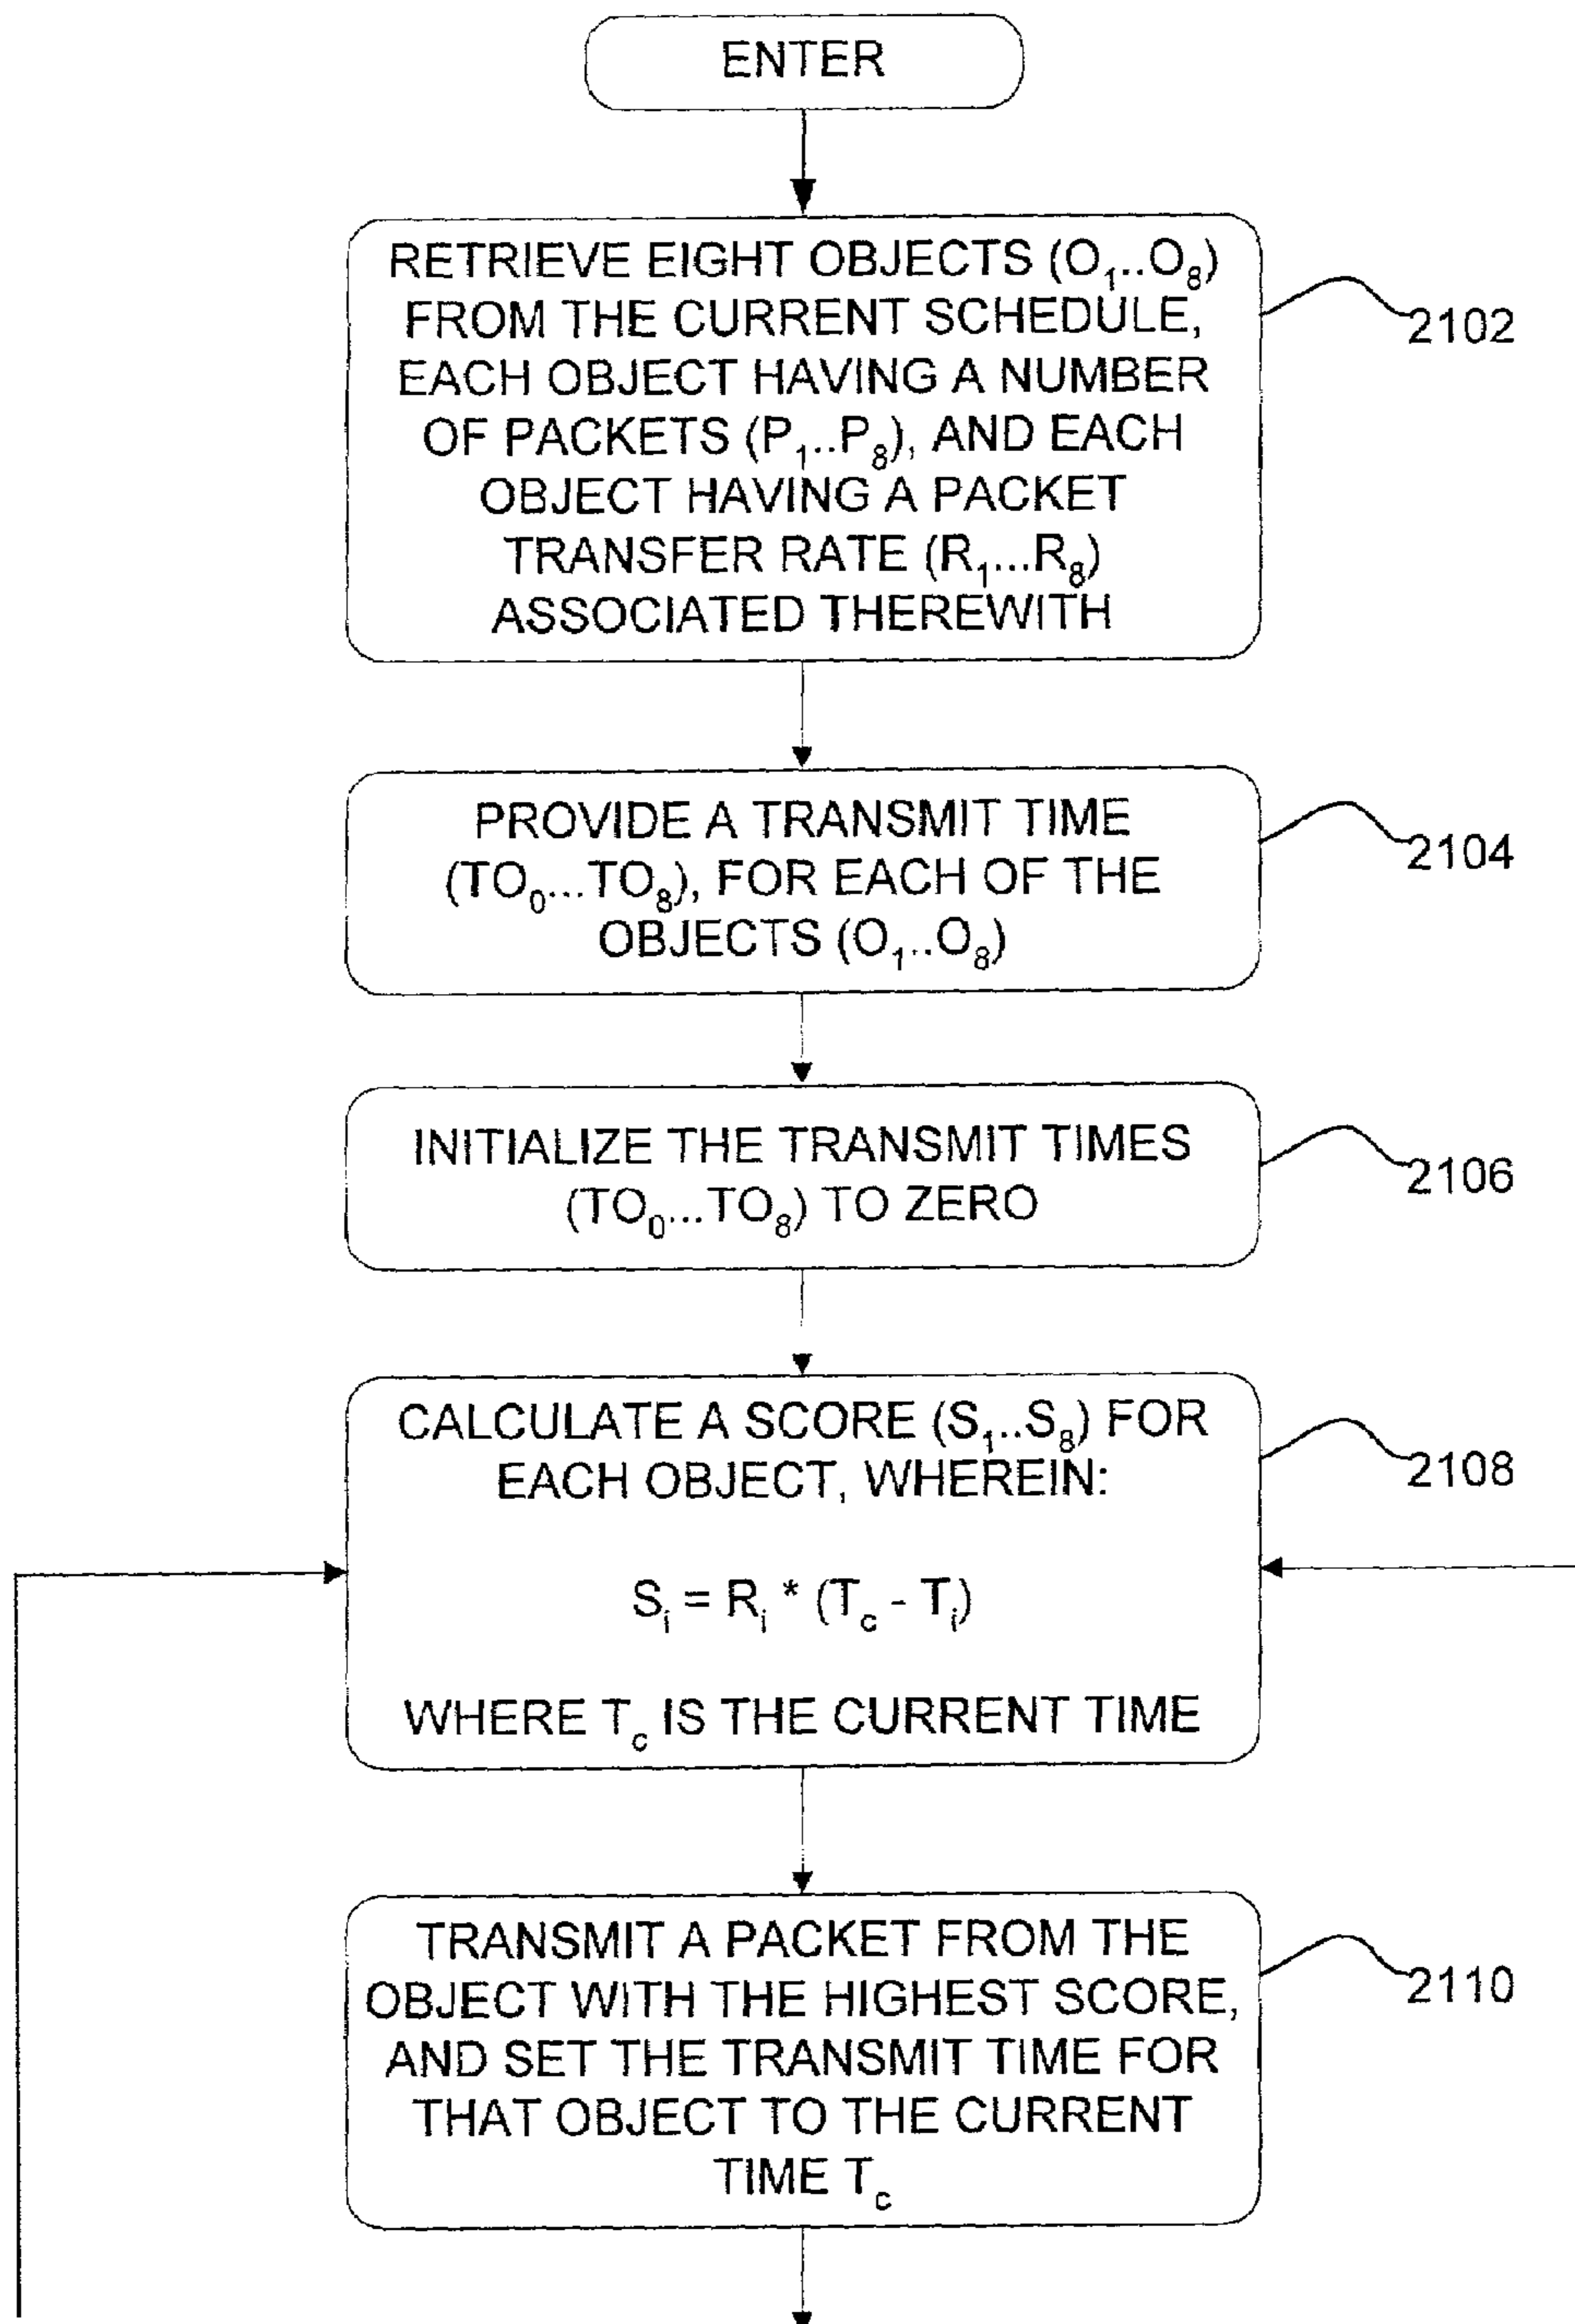 ENTER
RETRIEVE EIGHT OBJECTS (O₁..O₈)
FROM THE CURRENT SCHEDULE,
EACH OBJECT HAVING A NUMBER
OF PACKETS (P₁..P₈), AND EACH
OBJECT HAVING A PACKET
TRANSFER RATE (R₁...R₈)
ASSOCIATED THEREWITH
2102
PROVIDE A TRANSMIT TIME
(TO₀...TO₈), FOR EACH OF THE
OBJECTS (O₁..O₈)
2104
INITIALIZE THE TRANSMIT TIMES
(TO₀...TO₈) TO ZERO
2106
CALCULATE A SCORE (S₁..S₈) FOR
EACH OBJECT, WHEREIN:
Sᵢ = Rᵢ * (T꜀ - Tᵢ)
WHERE T꜀ IS THE CURRENT TIME
2108
TRANSMIT A PACKET FROM THE
OBJECT WITH THE HIGHEST SCORE,
AND SET THE TRANSMIT TIME FOR
THAT OBJECT TO THE CURRENT
TIME T꜀
2110